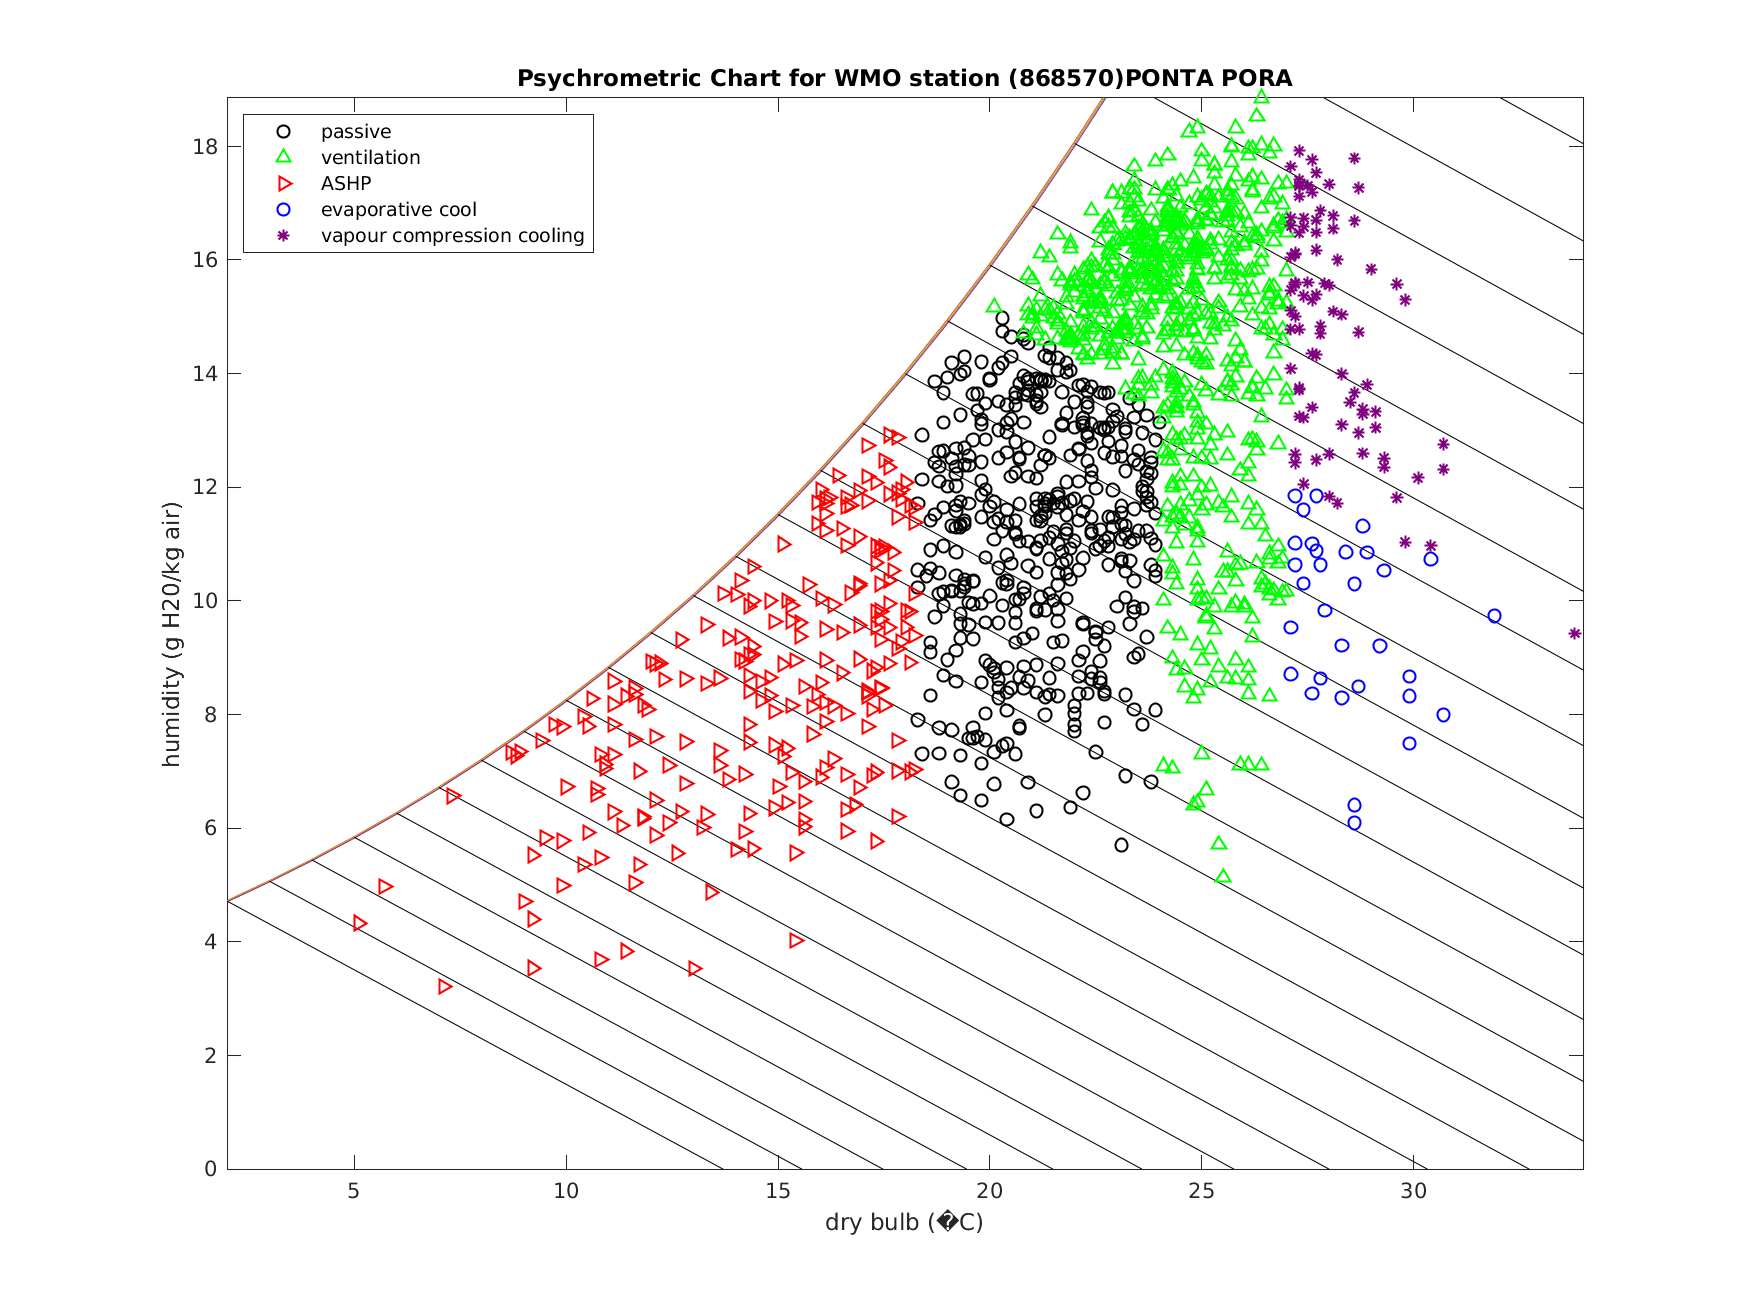 Psychrometric Chart for WMO station (868570)PONTA PORA
passive
ventilation
ASHP
evaporative cool
vapour compression cooling
humidity (g H20/kg air)
18
16
14
12
10
8
6
4
2
0
5 10 15 20 25 30
dry bulb (�C)